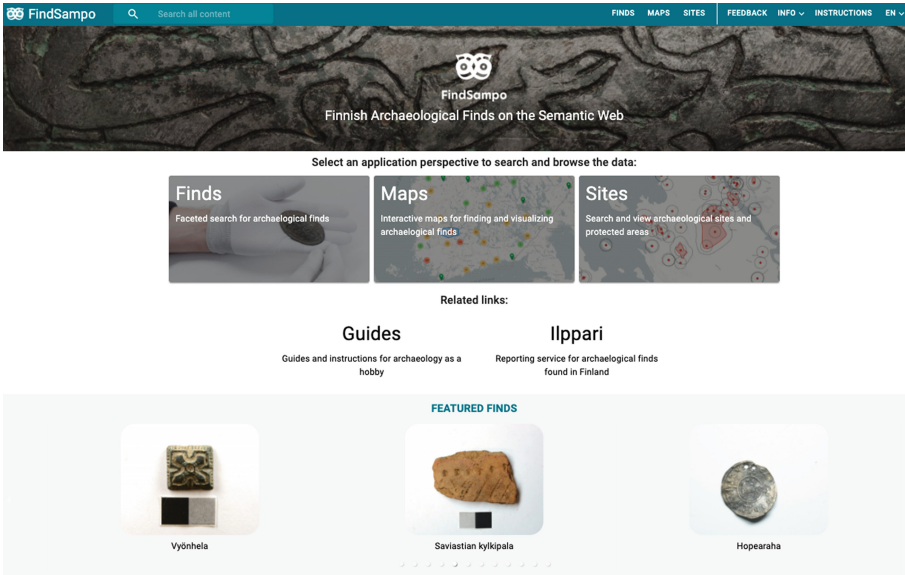 FindSampo
Search all content
FINDS MAPS SITES FEEDBACK INFO INSTRUCTIONS EN
FindSampo
Finnish Archaeological Finds on the Semantic Web
Select an application perspective to search and browse the data:
Finds
Faceted search for archaeological finds
Maps
Interactive maps for finding and visualizing
archaelogical finds
Sites
Search and view archaeological sites and
protected areas
Related links:
Guides
Guides and instructions for archaeology as a
hobby
Ilppari
Reporting service for archaelogical finds
found in Finland
FEATURED FINDS
Vyönhela
Saviastian kylkipala
Hopearaha